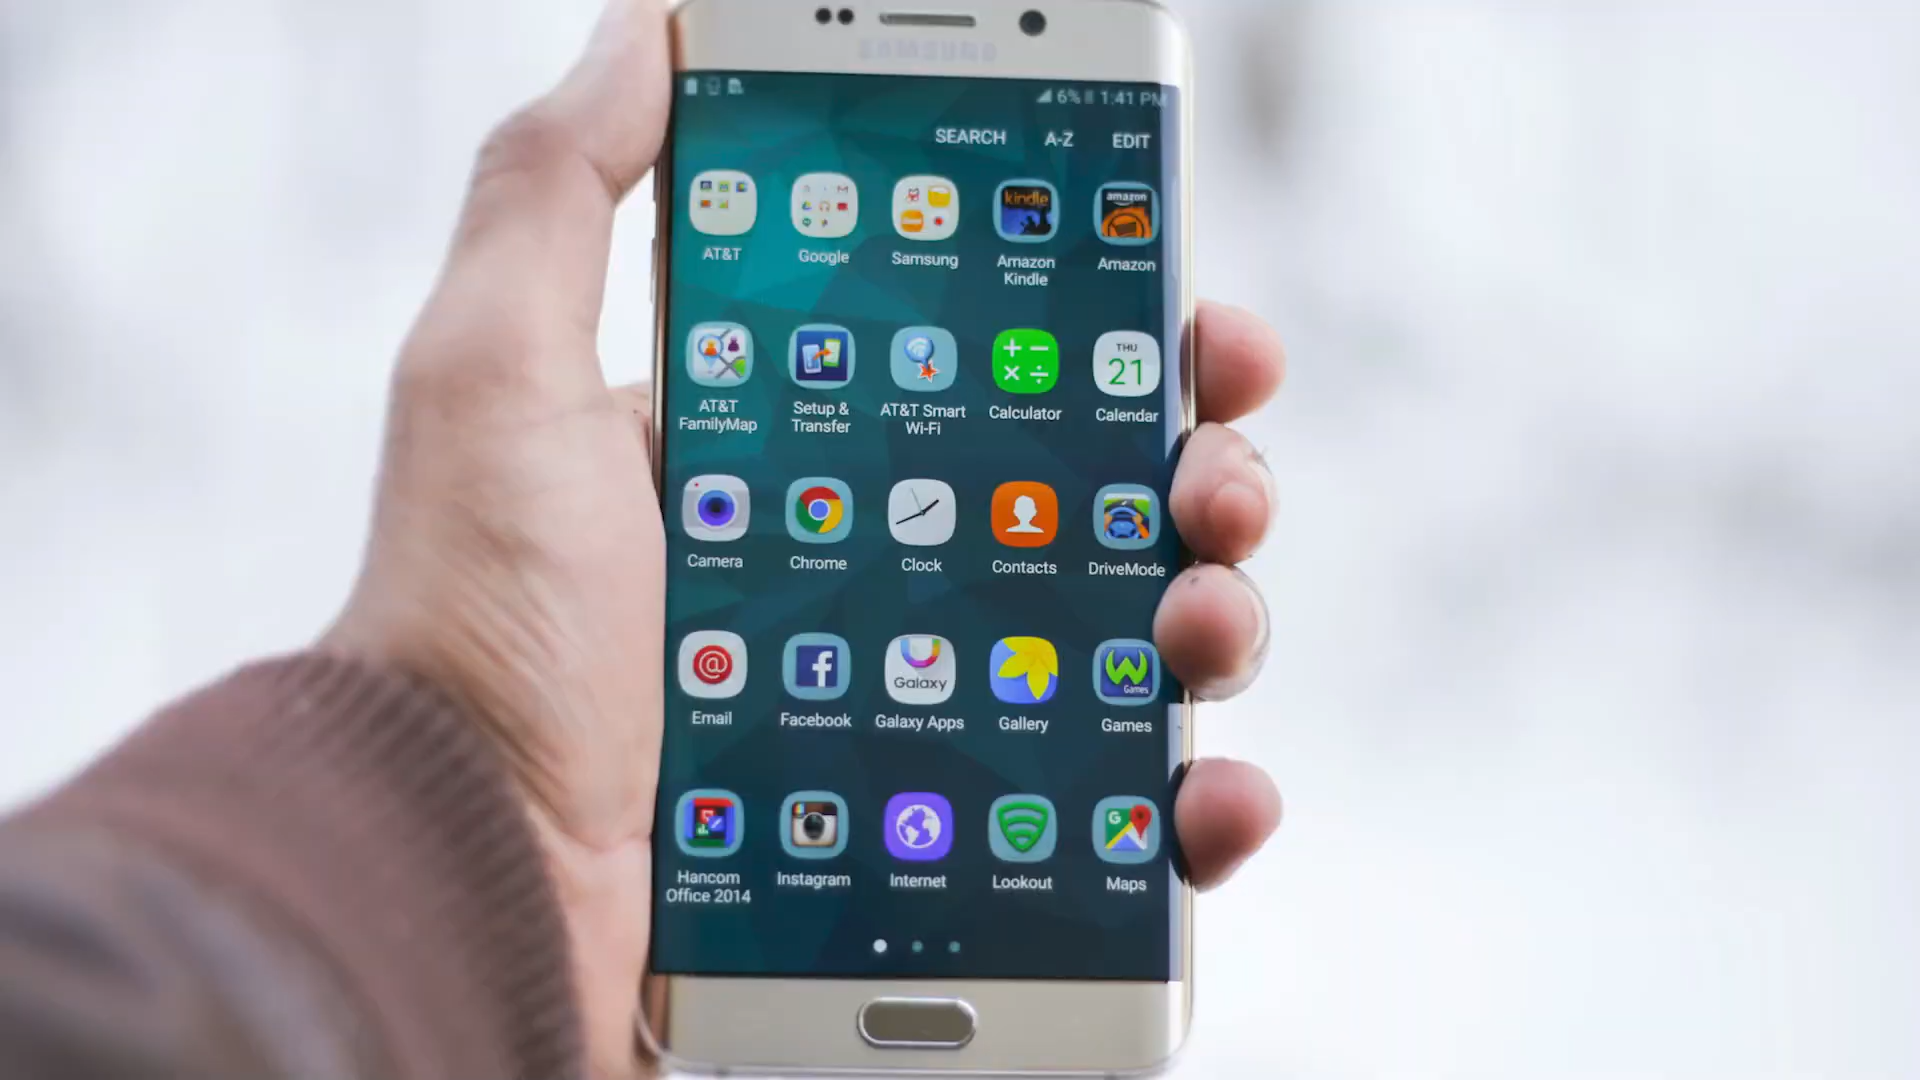 SAMSUNG
6% 1:41 PM
SEARCH A-Z EDIT
AT&T Google Samsung Amazon Kindle Amazon
kindle amazon
AT&T FamilyMap Setup & Transfer AT&T Smart Wi-Fi Calculator Calendar
THU
21
Camera Chrome Clock Contacts DriveMode
Galaxy
Games
Email Facebook Galaxy Apps Gallery Games
G
Hancom Office 2014 Instagram Internet Lookout Maps